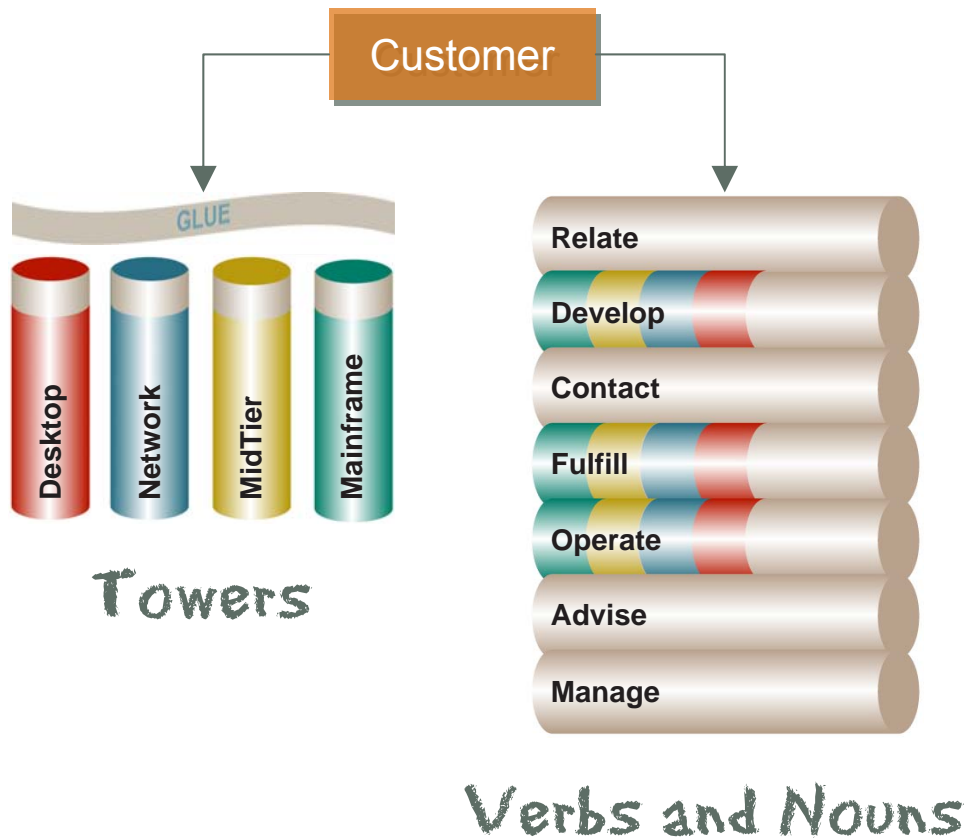 Customer
GLUE
Desktop
Network
MidTier
Mainframe
Towers
Relate
Develop
Contact
Fulfill
Operate
Advise
Manage
Verbs and Nouns